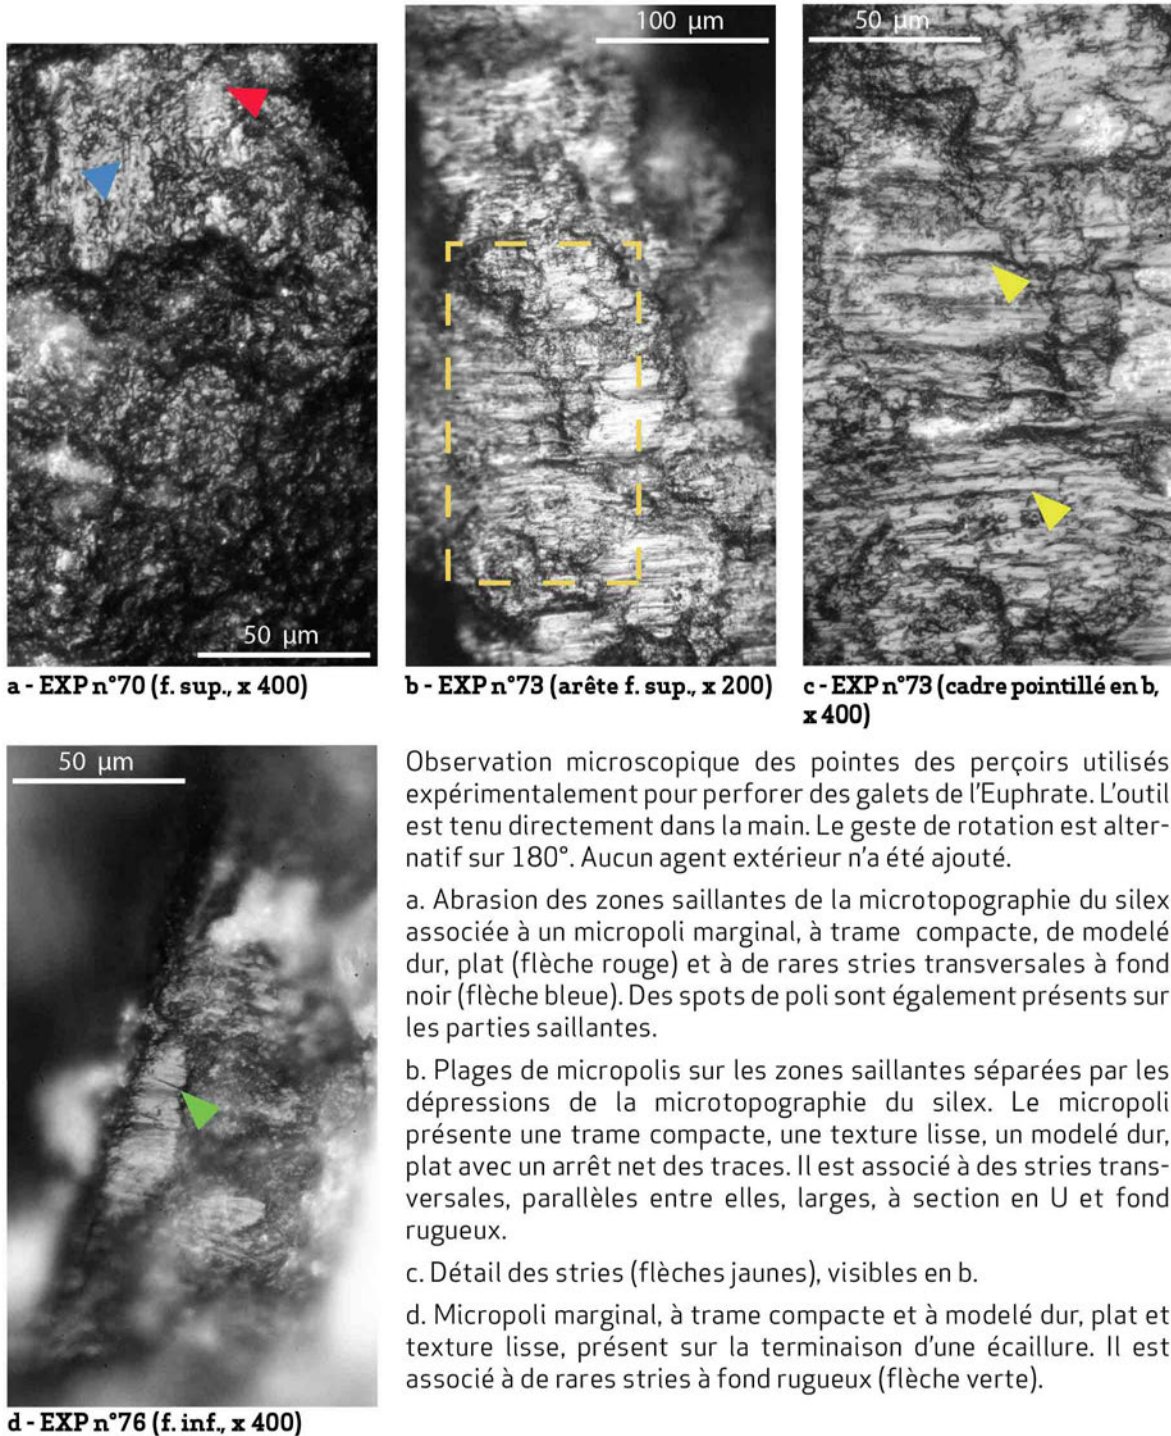 100 µm
50 µm
50 µm
a - EXP n°70 (f. sup., x 400)
b - EXP n°73 (arête f. sup., x 200)
c - EXP n°73 (cadre pointillé en b,
x 400)
50 µm
d - EXP n°76 (f. inf., x 400)
Observation microscopique des pointes des perçoirs utilisés
expérimentalement pour perforer des galets de l'Euphrate. L'outil
est tenu directement dans la main. Le geste de rotation est alter-
natif sur 180°. Aucun agent extérieur n'a été ajouté.
a. Abrasion des zones saillantes de la microtopographie du silex
associée à un micropoli marginal, à trame compacte, de modelé
dur, plat (flèche rouge) et à de rares stries transversales à fond
noir (flèche bleue). Des spots de poli sont également présents sur
les parties saillantes.
b. Plages de micropolis sur les zones saillantes séparées par les
dépressions de la microtopographie du silex. Le micropoli
présente une trame compacte, une texture lisse, un modelé dur,
plat avec un arrêt net des traces. Il est associé à des stries trans-
versales, parallèles entre elles, larges, à section en U et fond
rugueux.
c. Détail des stries (flèches jaunes), visibles en b.
d. Micropoli marginal, à trame compacte et à modelé dur, plat et
texture lisse, présent sur la terminaison d'une écaillure. Il est
associé à de rares stries à fond rugueux (flèche verte).